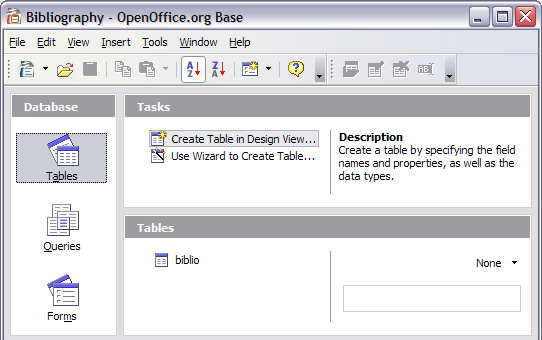 Bibliography - OpenOffice.org Base
File Edit View Insert Tools Window Help
A Z Z A ? ABI
Database
Tables
Queries
Forms
Tasks
Create Table in Design View...
Use Wizard to Create Table...
Description
Create a table by specifying the field
names and properties, as well as the
data types.
Tables
biblio
None